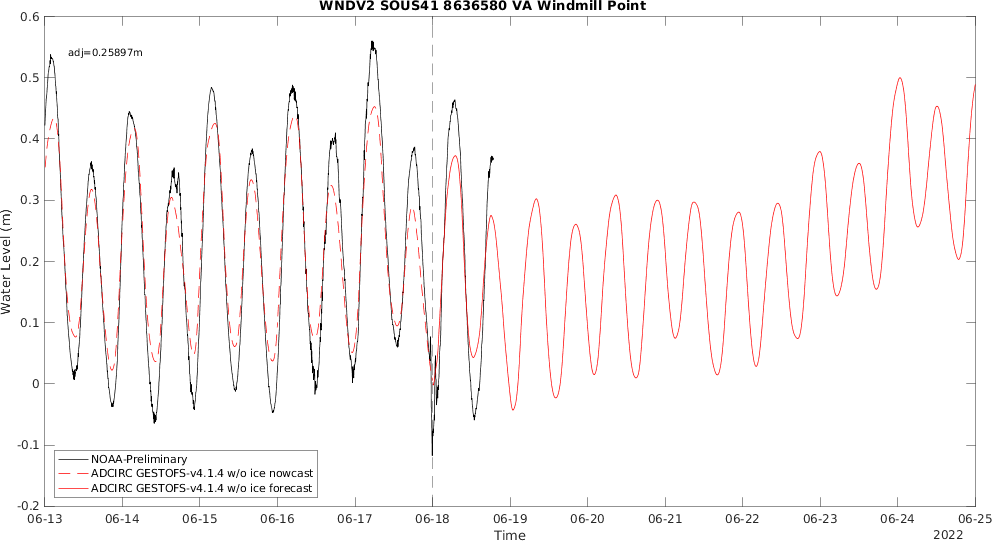 WNDV2 SOUS41 8636580 VA Windmill Point
adj=0.25897m
Water Level (m)
0.6
0.5
0.4
0.3
0.2
0.1
0
-0.1
-0.2
NOAA-Preliminary
ADCIRC GESTOFS-v4.1.4 w/o ice nowcast
ADCIRC GESTOFS-v4.1.4 w/o ice forecast
06-13 06-14 06-15 06-16 06-17 06-18 06-19 06-20 06-21 06-22 06-23 06-24 06-25
Time
2022